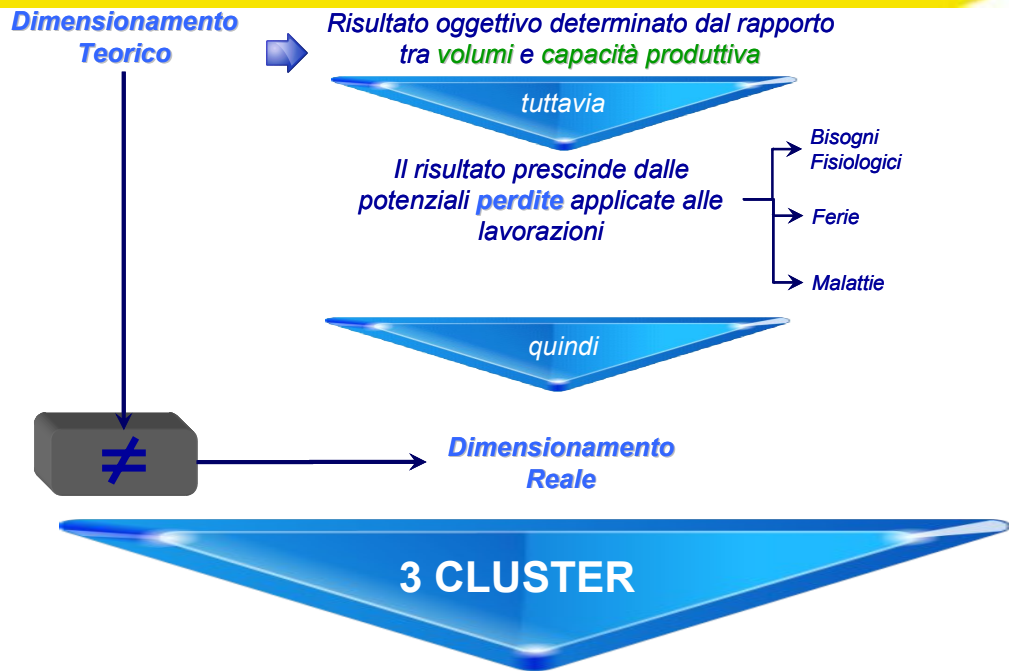 Dimensionamento
Teorico
Risultato oggettivo determinato dal rapporto
tra volumi e capacità produttiva
tuttavia
Il risultato prescinde dalle
potenziali perdite applicate alle
lavorazioni
Bisogni
Fisiologici
Ferie
Malattie
quindi
≠
Dimensionamento
Reale
3 CLUSTER